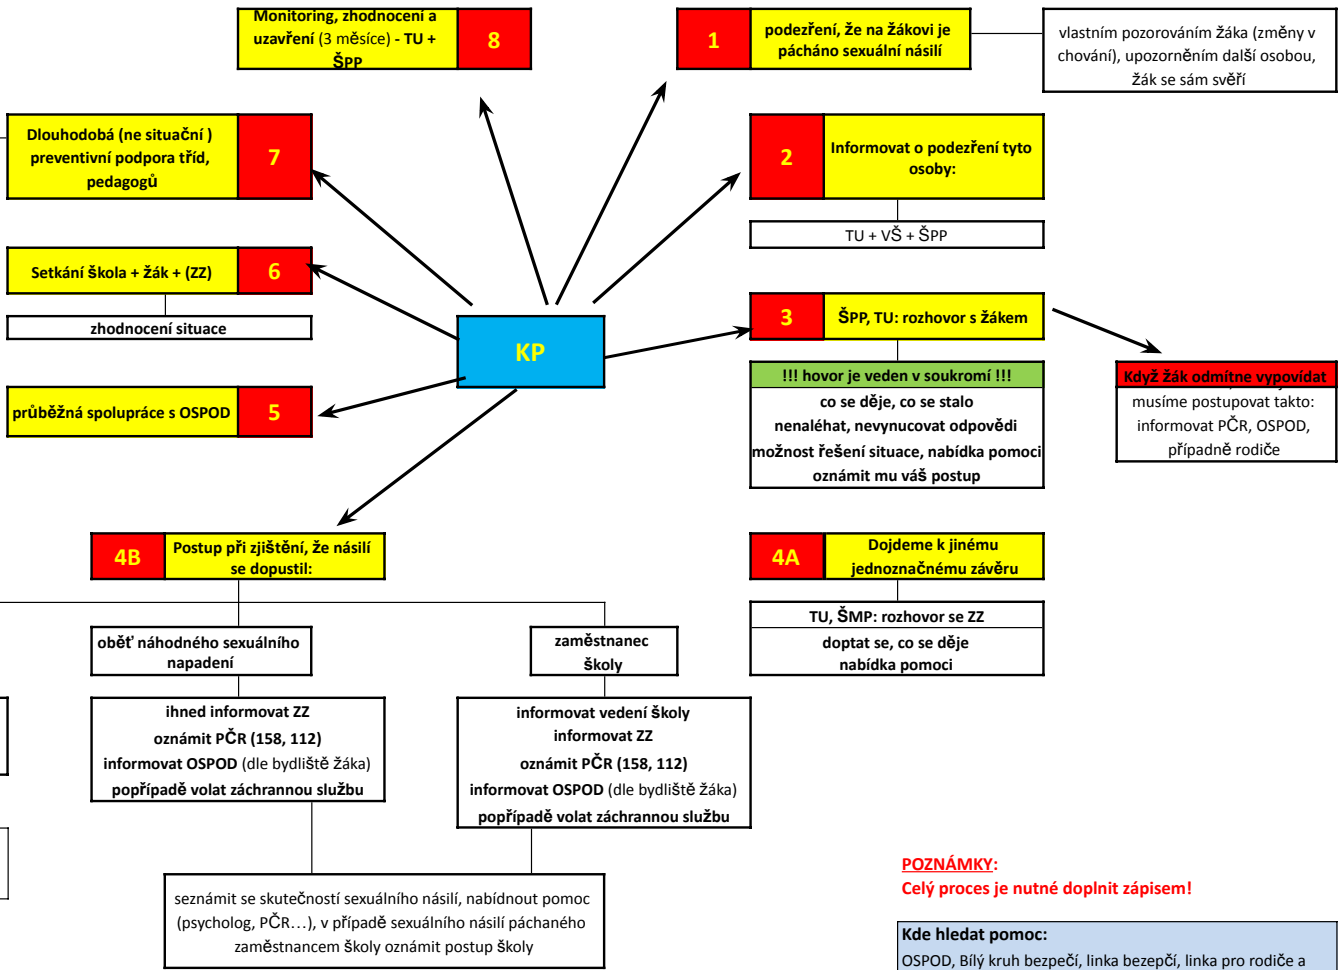 Monitoring, zhodnocení a
uzavření (3 měsíce) - TU +
ŠPP
8
1
podezření, že na žákovi je
pácháno sexuální násilí
vlastním pozorováním žáka (změny v
chování), upozorněním další osobou,
žák se sám svěří
Dlouhodobá (ne situační )
preventivní podpora tříd,
pedagogů
7
2
Informovat o podezření tyto
osoby:
TU + VŠ + ŠPP
Setkání škola + žák + (ZZ)
6
zhodnocení situace
KP
3
ŠPP, TU: rozhovor s žákem
!!! hovor je veden v soukromí !!!
co se děje, co se stalo
nenaléhat, nevynucovat odpovědi
možnost řešení situace, nabídka pomoci
oznámit mu váš postup
Když žák odmítne vypovídat
musíme postupovat takto:
informovat PČR, OSPOD,
případně rodiče
průběžná spolupráce s OSPOD
5
4B
Postup při zjištění, že násilí
se dopustil:
4A
Dojdeme k jinému
jednoznačnému závěru
TU, ŠMP: rozhovor se ZZ
doptat se, co se děje
nabídka pomoci
oběť náhodného sexuálního
napadení
zaměstnanec
školy
ihned informovat ZZ
oznámit PČR (158, 112)
informovat OSPOD (dle bydliště žáka)
popřípadě volat záchrannou službu
informovat vedení školy
informovat ZZ
oznámit PČR (158, 112)
informovat OSPOD (dle bydliště žáka)
popřípadě volat záchrannou službu
seznámit se skutečností sexuálního násilí, nabídnout pomoc
(psycholog, PČR...), v případě sexuálního násilí páchaného
zaměstnancem školy oznámit postup školy
POZNÁMKY:
Celý proces je nutné doplnit zápisem!
Kde hledat pomoc:
OSPOD, Bílý kruh bezpečí, linka bezepčí, linka pro rodiče a